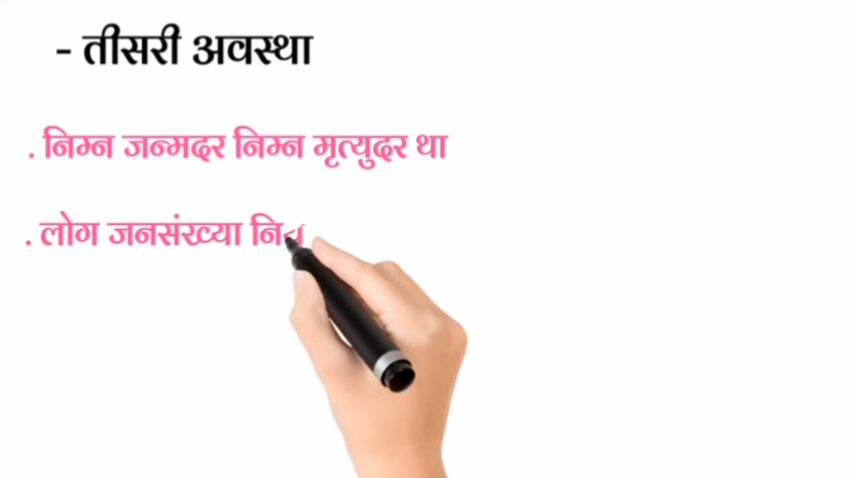 - तीसरी अवस्था
. निम्न जन्मदर निम्न मृत्युदर था
. लोग जनसंख्या